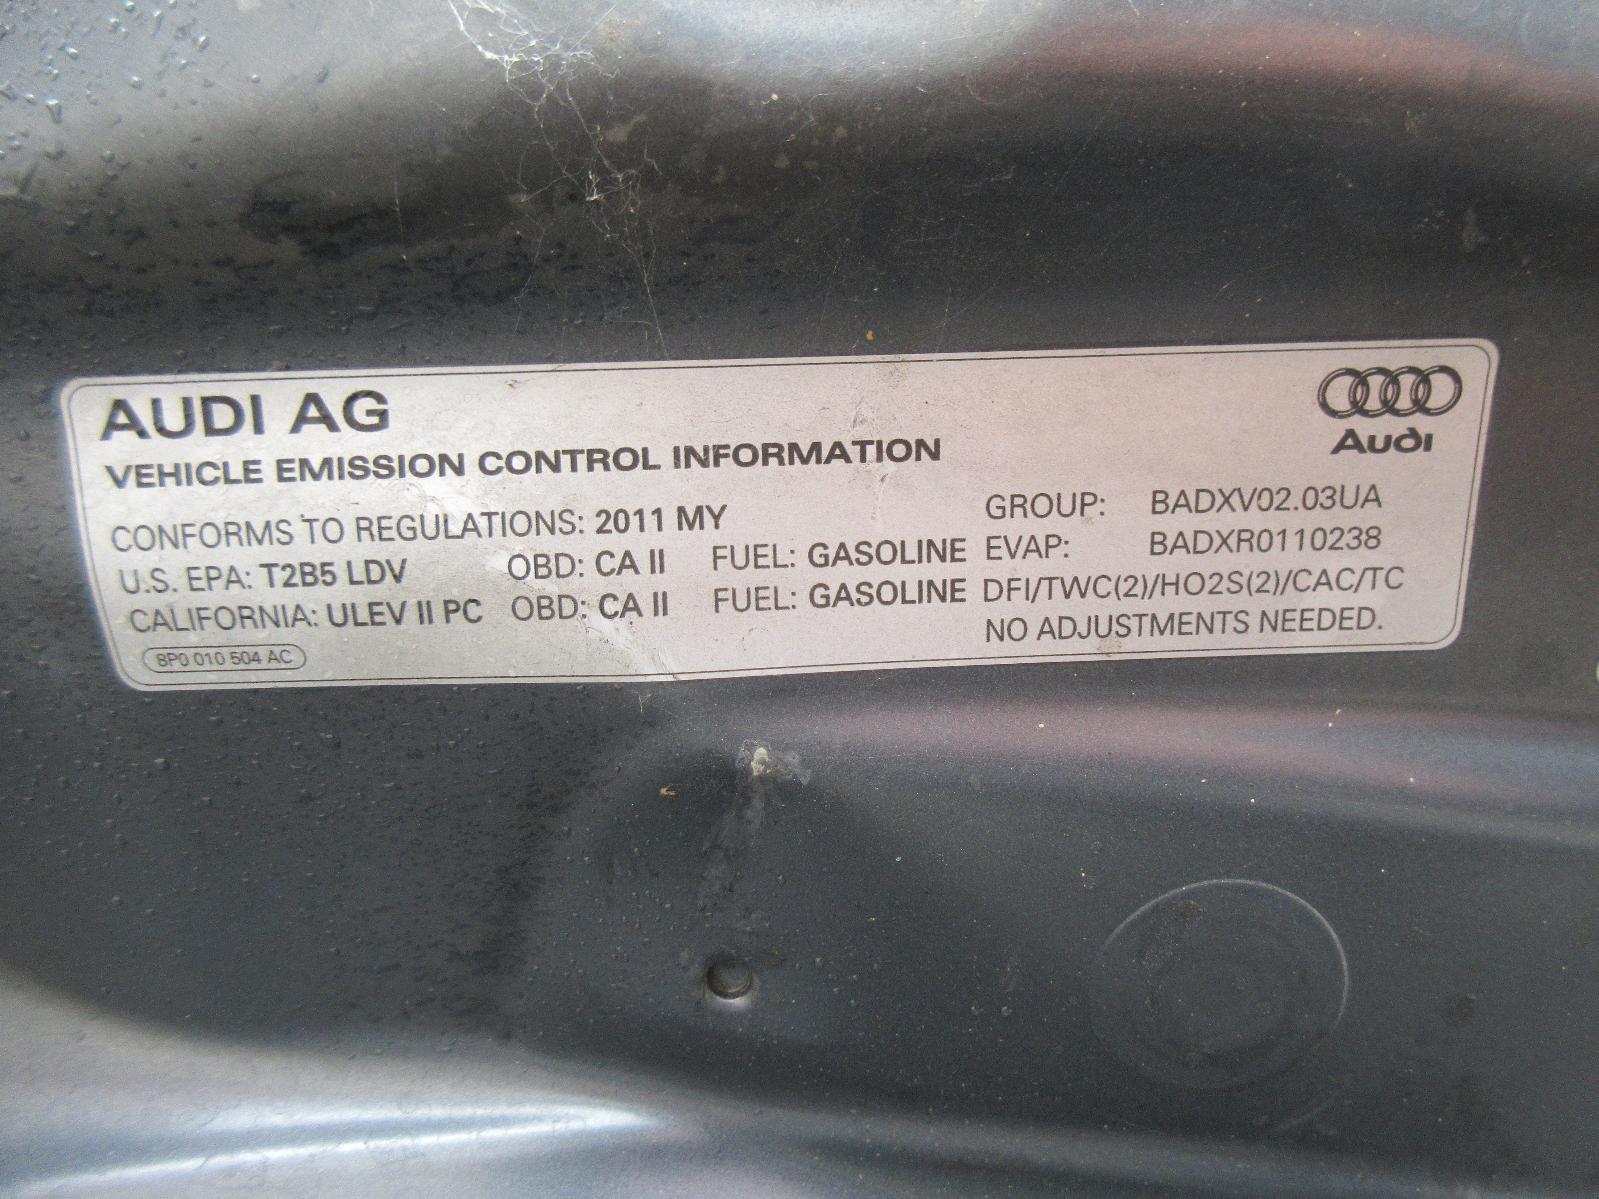 AUDI AG
VEHICLE EMISSION CONTROL INFORMATION
CONFORMS TO REGULATIONS: 2011 MY
U.S. EPA: T2B5 LDV OBD: CA II FUEL: GASOLINE
CALIFORNIA: ULEV II PC OBD: CA II FUEL: GASOLINE
8P0 010 504 AC
Audi
GROUP: BADXV02.03UA
EVAP: BADXR0110238
DFI/TWC(2)/HO2S(2)/CAC/TC
NO ADJUSTMENTS NEEDED.